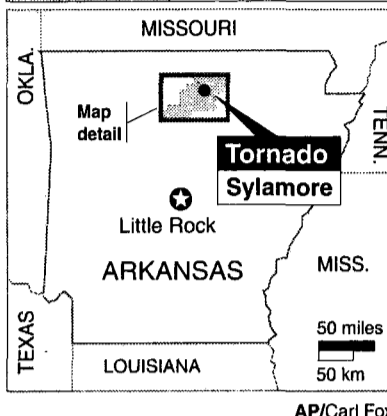 MISSOURI
OKLA.
Map
detail
TENN.
Tornado
Sylamore
Little Rock
ARKANSAS
MISS.
TEXAS
LOUISIANA
50 miles
50 km
AP/Carl Fox